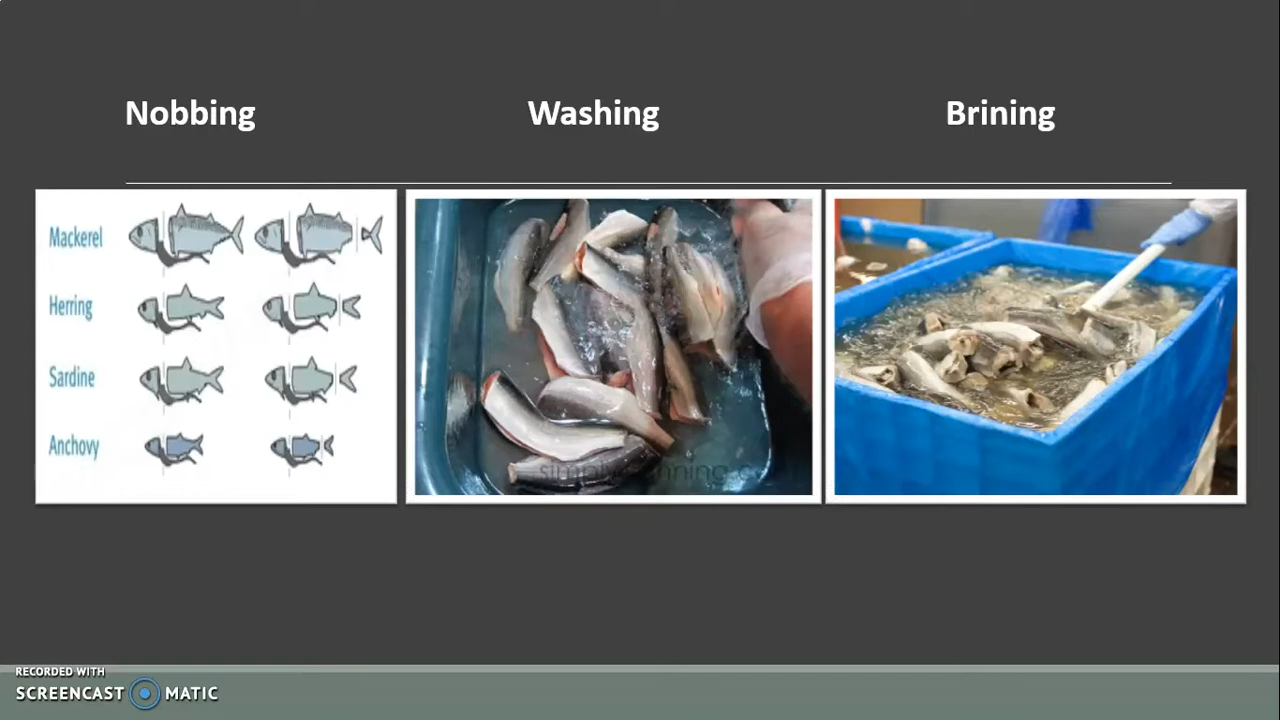 Nobbing
Washing
Brining
Mackerel
Herring
Sardine
Anchovy
RECORDED WITH
SCREENCAST MATIC